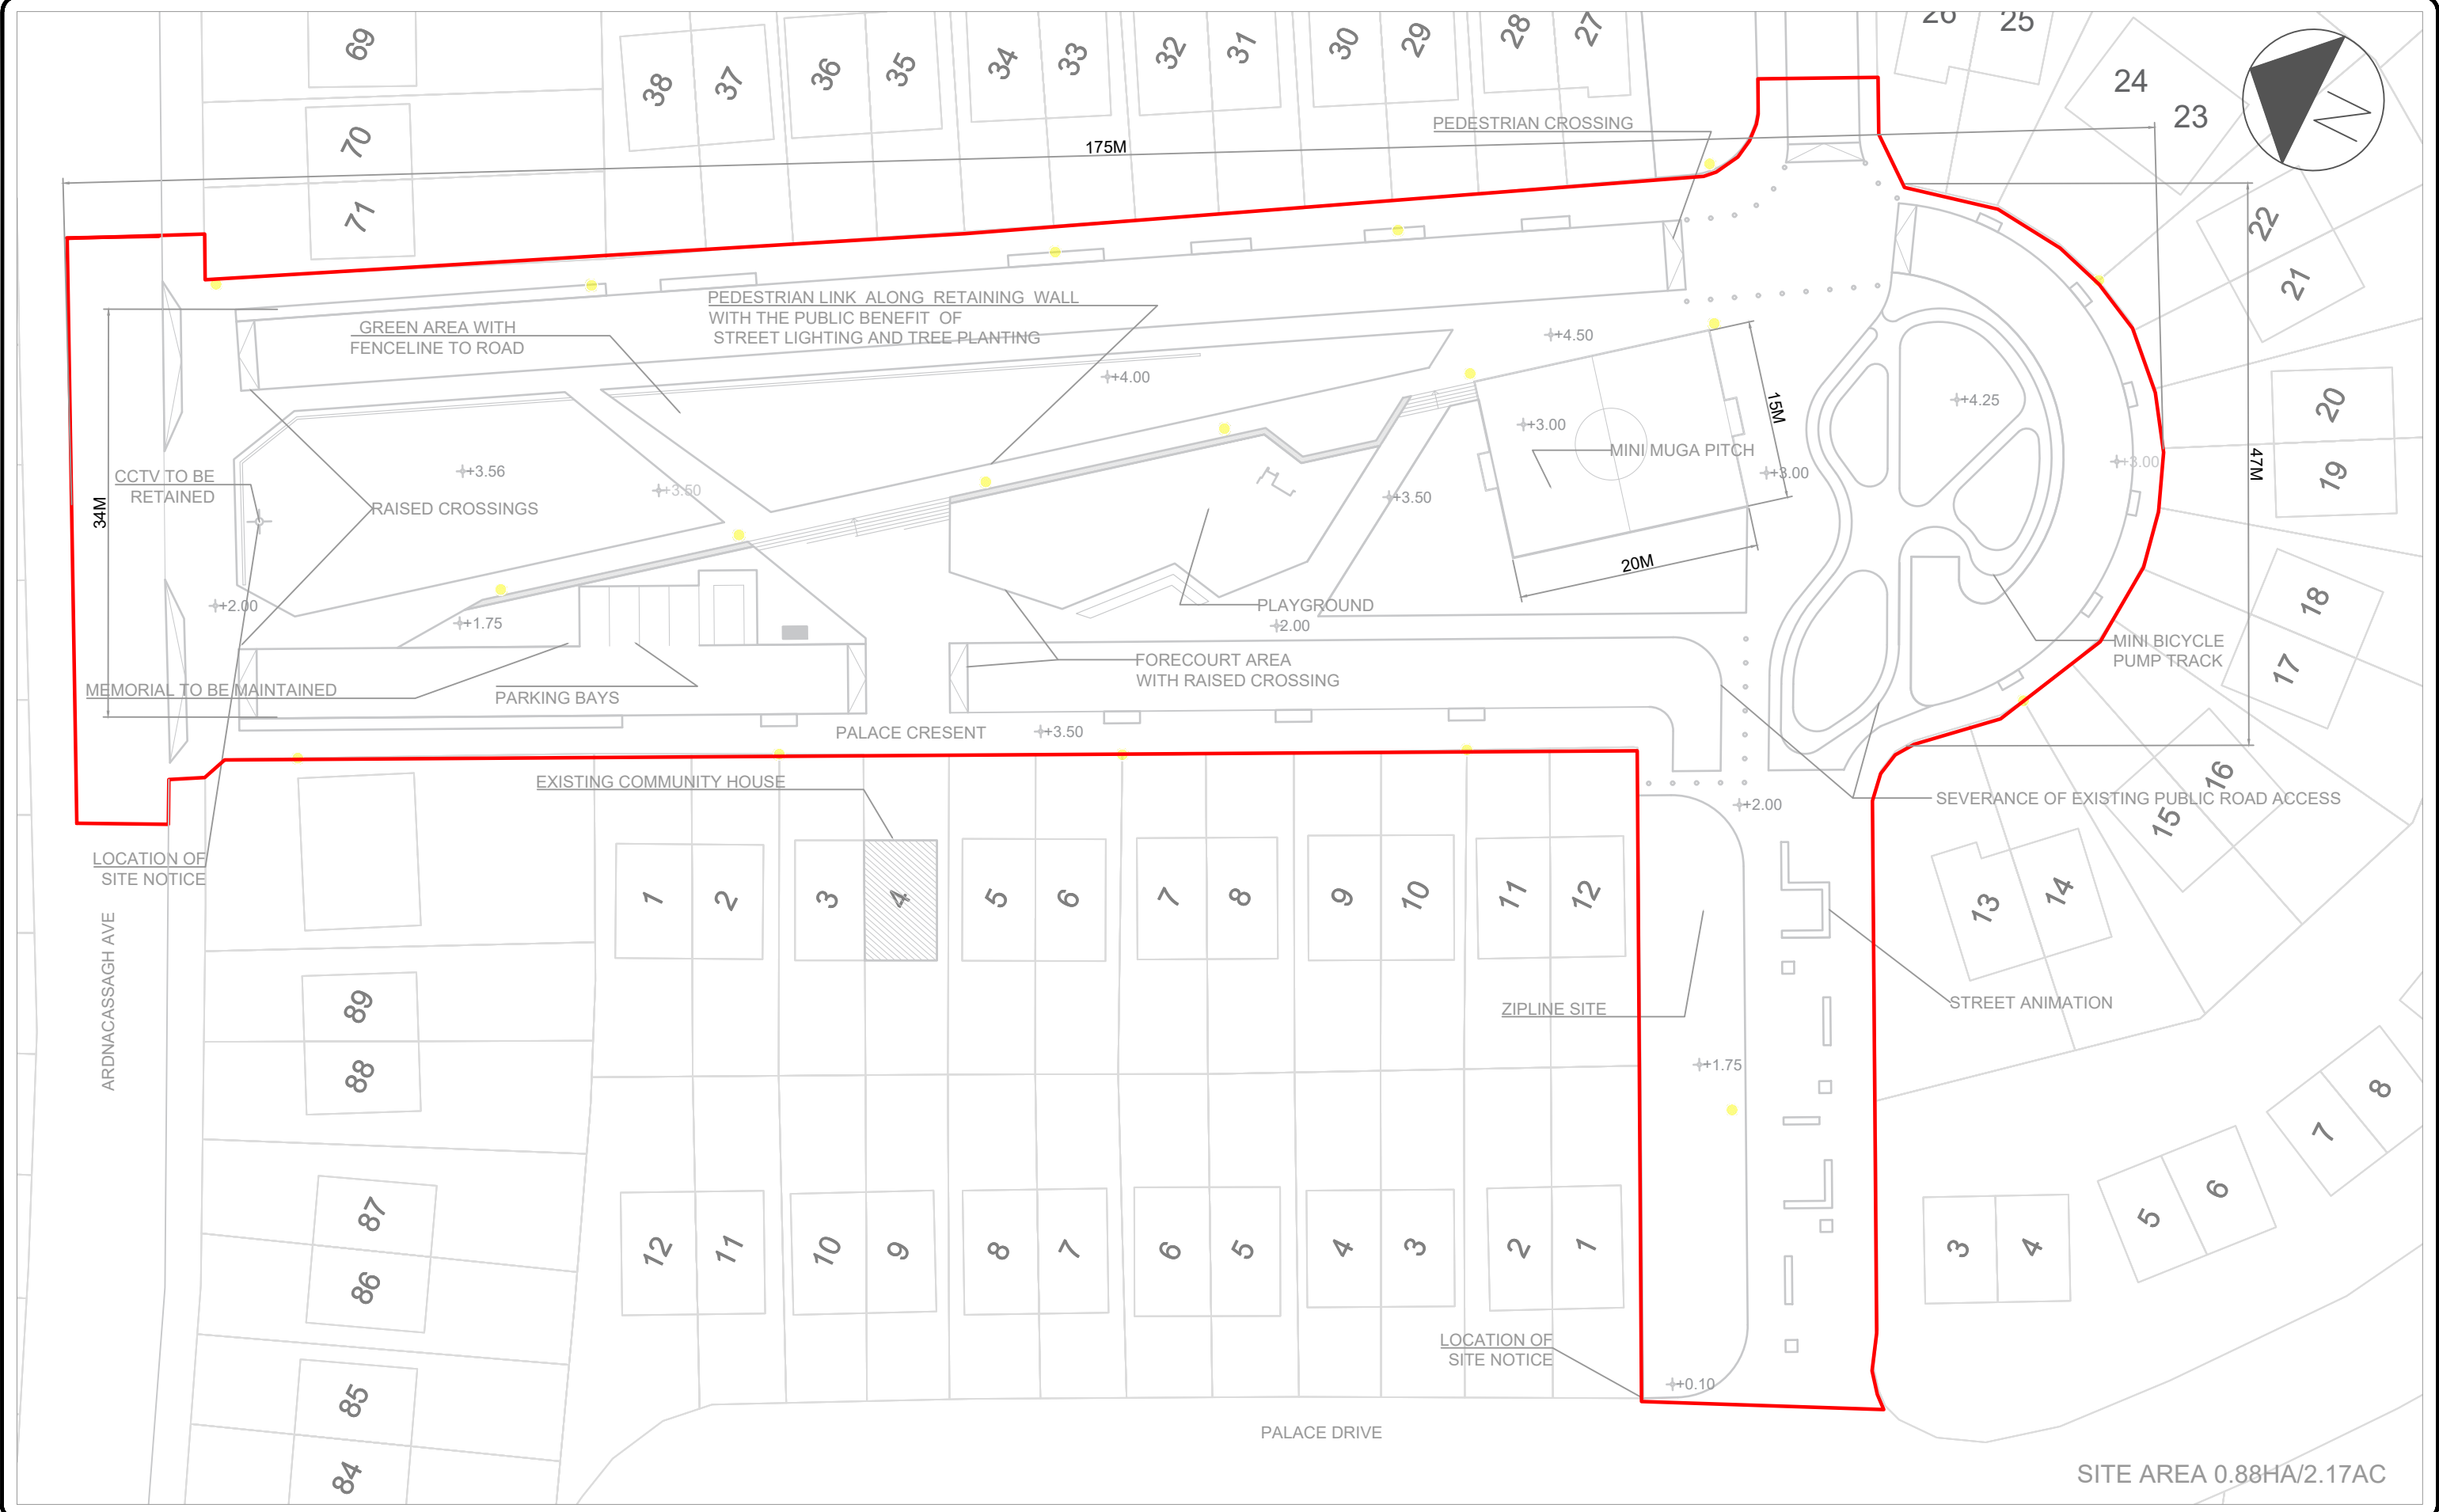 69
70
71
38
37
36
35
34
33
32
31
30
29
28
27
26
25
24
23
22
21
20
19
18
17
16
15
14
13
N
PEDESTRIAN CROSSING
175M
PEDESTRIAN LINK ALONG RETAINING WALL
WITH THE PUBLIC BENEFIT OF
STREET LIGHTING AND TREE PLANTING
GREEN AREA WITH
FENCELINE TO ROAD
+4.50
+4.00
+4.25
+3.00
15M
MINI MUGA PITCH
+3.00
+3.00
47M
CCTV TO BE
RETAINED
+3.56
+3.50
+3.50
34M
RAISED CROSSINGS
20M
+2.00
+1.75
PLAYGROUND
+2.00
MINI BICYCLE
PUMP TRACK
FORECOURT AREA
WITH RAISED CROSSING
MEMORIAL TO BE MAINTAINED
PARKING BAYS
PALACE CRESENT
+3.50
EXISTING COMMUNITY HOUSE
SEVERANCE OF EXISTING PUBLIC ROAD ACCESS
+2.00
LOCATION OF
SITE NOTICE
1
2
3
4
5
6
7
8
9
10
11
12
ARDNACASSAGH AVE
89
88
87
86
85
84
ZIPLINE SITE
STREET ANIMATION
+1.75
12
11
10
9
8
7
6
5
4
3
2
1
3
4
5
6
7
8
LOCATION OF
SITE NOTICE
+0.10
PALACE DRIVE
SITE AREA 0.88HA/2.17AC